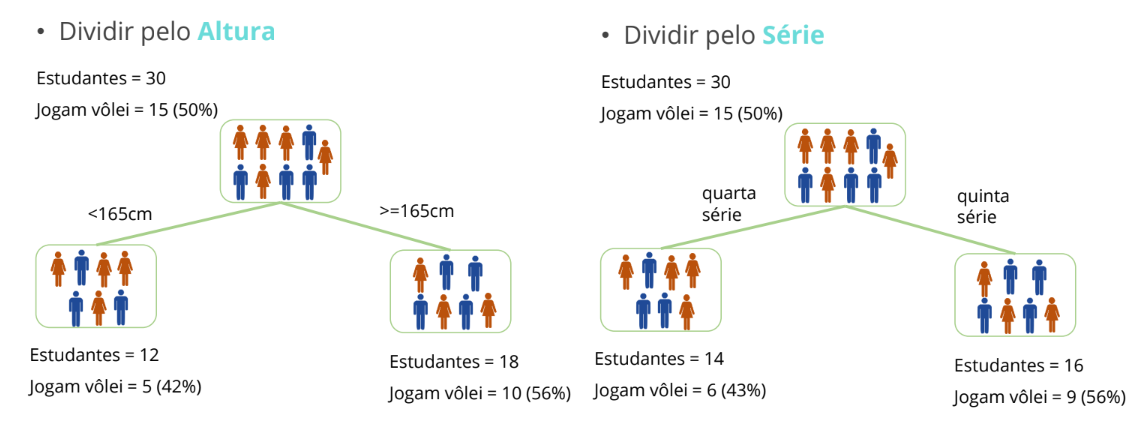 • Dividir pelo Altura
Estudantes = 30
Jogam vôlei = 15 (50%)
<165cm
>=165cm
Estudantes = 12
Jogam vôlei = 5 (42%)
Estudantes = 18
Jogam vôlei = 10 (56%)
• Dividir pelo Série
Estudantes = 30
Jogam vôlei = 15 (50%)
quarta
série
quinta
série
Estudantes = 14
Jogam vôlei = 6 (43%)
Estudantes = 16
Jogam vôlei = 9 (56%)